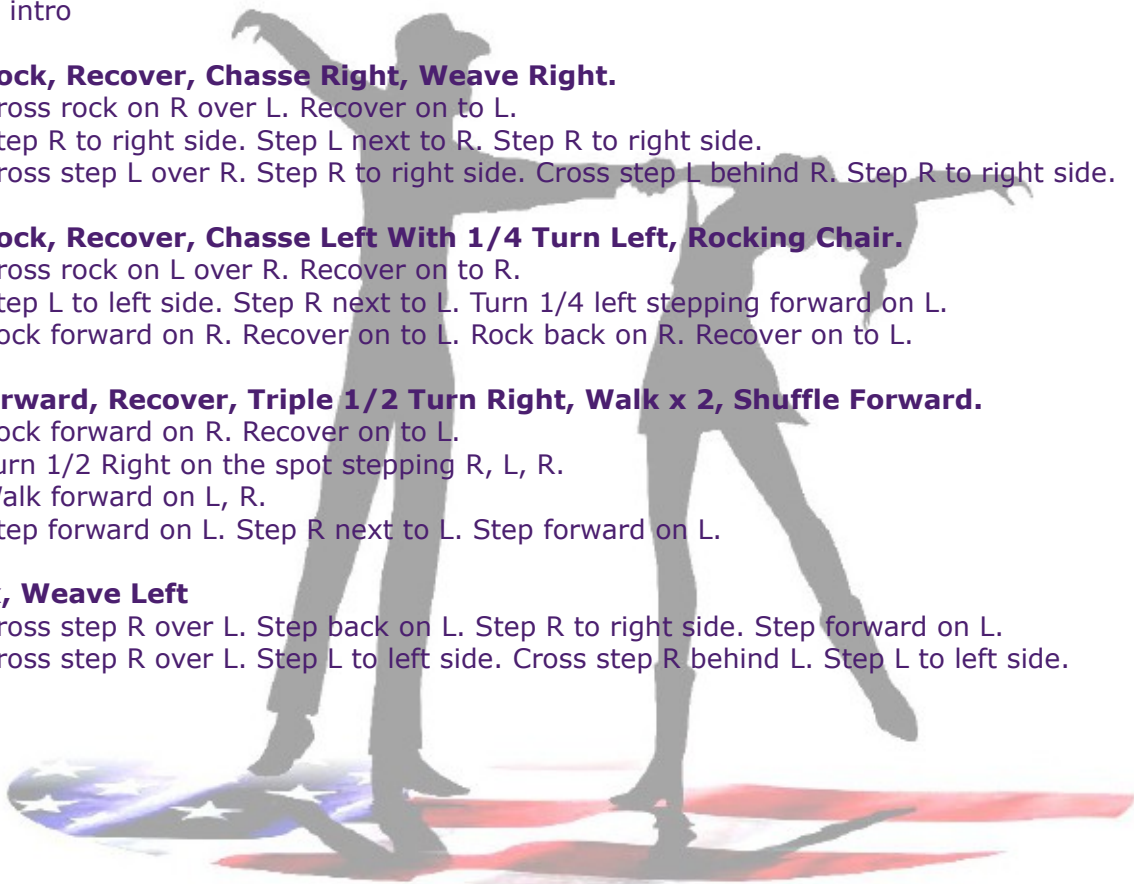 intro
ock, Recover, Chasse Right, Weave Right.
ross rock on R over L. Recover on to L.
tep R to right side. Step L next to R. Step R to right side.
ross step L over R. Step R to right side. Cross step L behind R. Step R to right side.
ock, Recover, Chasse Left With 1/4 Turn Left, Rocking Chair.
ross rock on L over R. Recover on to R.
tep L to left side. Step R next to L. Turn 1/4 left stepping forward on L.
ock forward on R. Recover on to L. Rock back on R. Recover on to L.
rward, Recover, Triple 1/2 Turn Right, Walk x 2, Shuffle Forward.
ock forward on R. Recover on to L.
urn 1/2 Right on the spot stepping R, L, R.
alk forward on L, R.
tep forward on L. Step R next to L. Step forward on L.
, Weave Left
ross step R over L. Step back on L. Step R to right side. Step forward on L.
ross step R over L. Step L to left side. Cross step R behind L. Step L to left side.